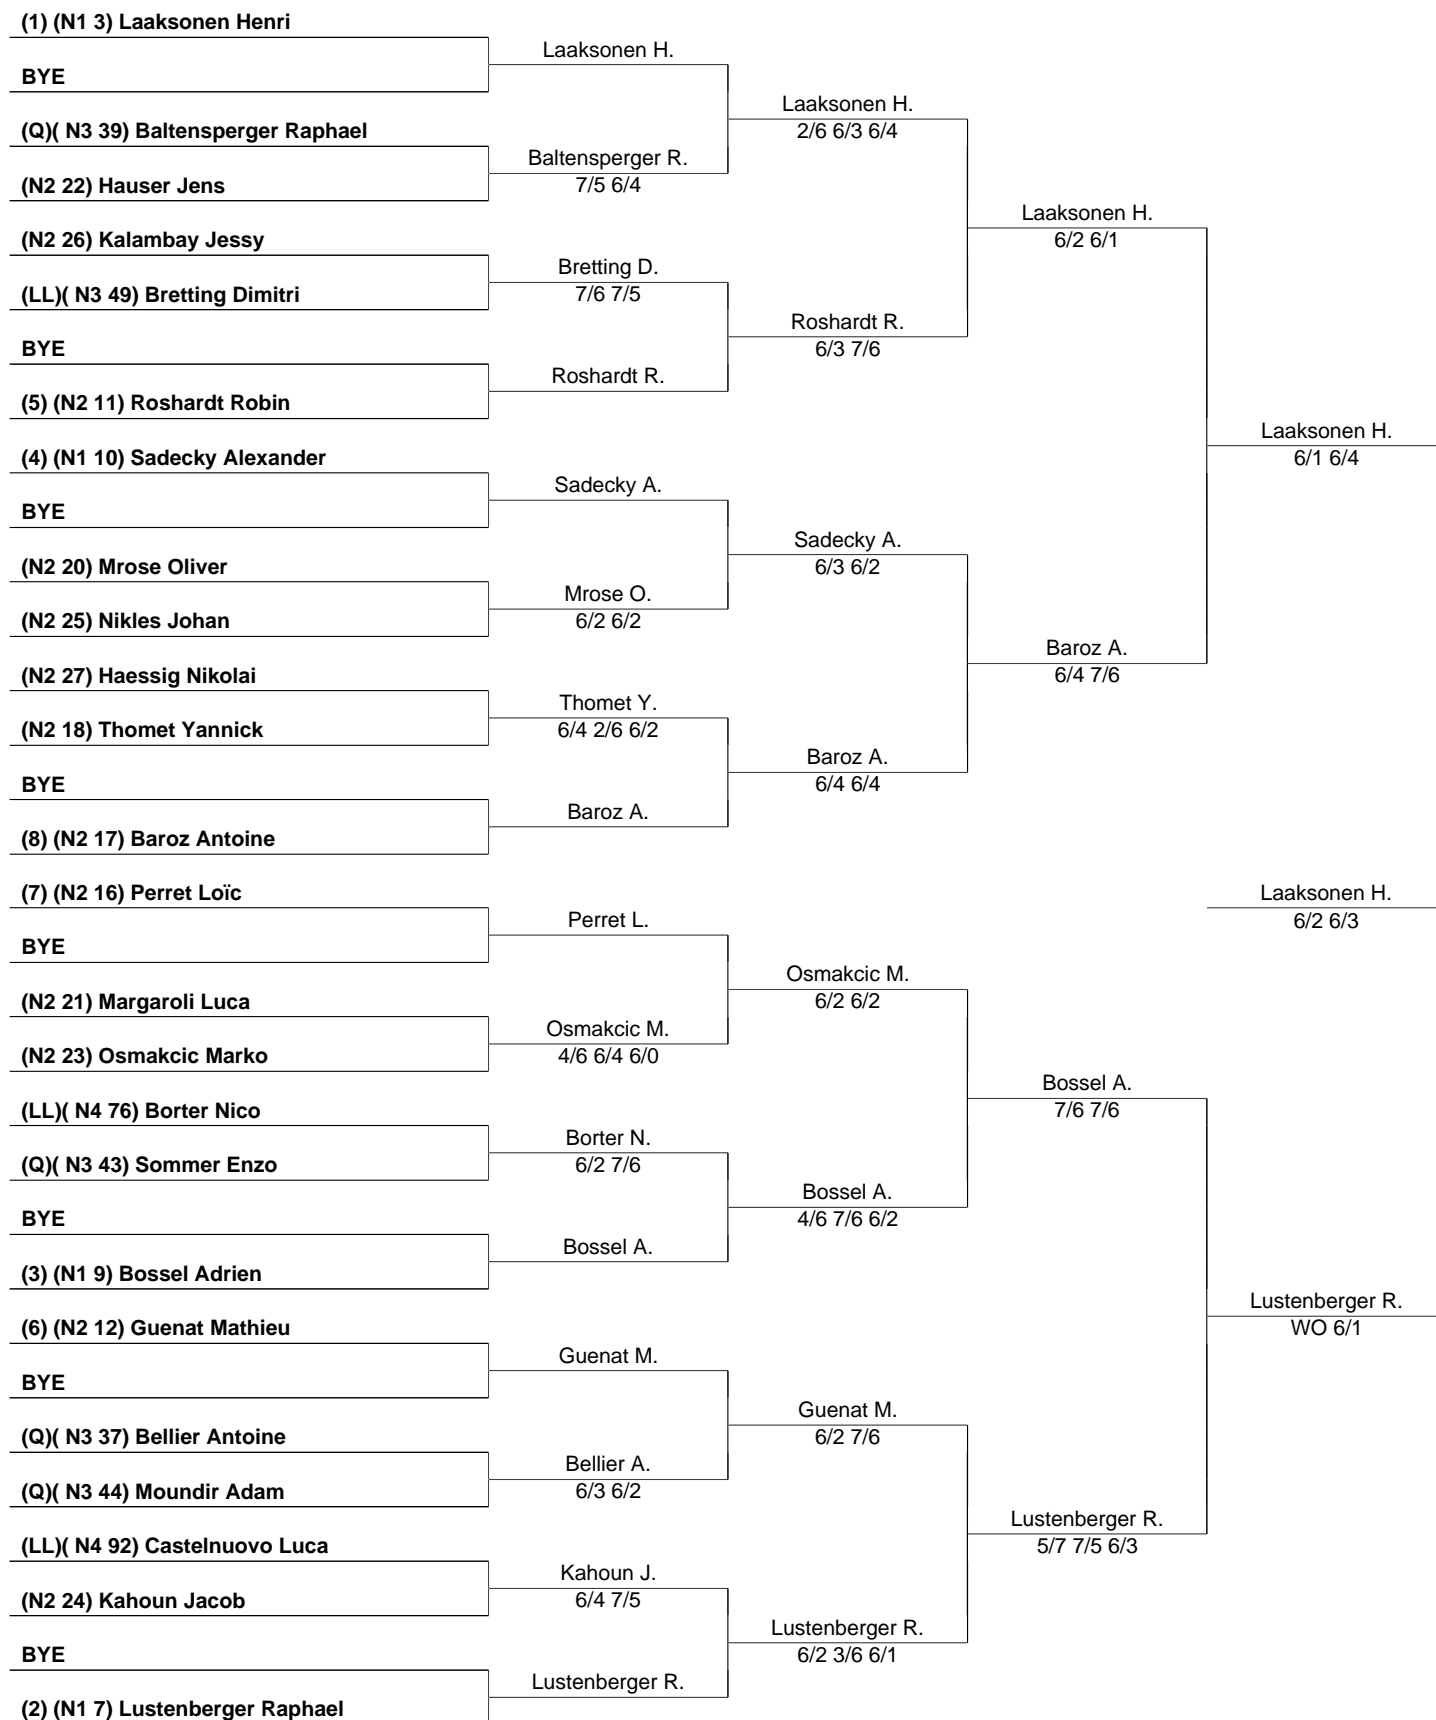 (1) (N1 3) Laaksonen Henri
Laaksonen H.
BYE
Laaksonen H.
2/6 6/3 6/4
(Q)( N3 39) Baltensperger Raphael
Baltensperger R.
7/5 6/4
(N2 22) Hauser Jens
Laaksonen H.
6/2 6/1
(N2 26) Kalambay Jessy
Bretting D.
7/6 7/5
(LL)( N3 49) Bretting Dimitri
Roshardt R.
6/3 7/6
BYE
Roshardt R.
(5) (N2 11) Roshardt Robin
Laaksonen H.
6/1 6/4
(4) (N1 10) Sadecky Alexander
Sadecky A.
BYE
Sadecky A.
6/3 6/2
(N2 20) Mrose Oliver
Mrose O.
6/2 6/2
(N2 25) Nikles Johan
Baroz A.
6/4 7/6
(N2 27) Haessig Nikolai
Thomet Y.
6/4 2/6 6/2
(N2 18) Thomet Yannick
Baroz A.
6/4 6/4
BYE
Baroz A.
(8) (N2 17) Baroz Antoine
(7) (N2 16) Perret Loïc
Laaksonen H.
6/2 6/3
Perret L.
BYE
Osmakcic M.
6/2 6/2
(N2 21) Margaroli Luca
Osmakcic M.
4/6 6/4 6/0
(N2 23) Osmakcic Marko
Bossel A.
7/6 7/6
(LL)( N4 76) Borter Nico
Borter N.
6/2 7/6
(Q)( N3 43) Sommer Enzo
Bossel A.
4/6 7/6 6/2
BYE
Bossel A.
(3) (N1 9) Bossel Adrien
Lustenberger R.
WO 6/1
(6) (N2 12) Guenat Mathieu
Guenat M.
BYE
Guenat M.
6/2 7/6
(Q)( N3 37) Bellier Antoine
Bellier A.
6/3 6/2
(Q)( N3 44) Moundir Adam
Lustenberger R.
5/7 7/5 6/3
(LL)( N4 92) Castelnuovo Luca
Kahoun J.
6/4 7/5
(N2 24) Kahoun Jacob
Lustenberger R.
6/2 3/6 6/1
BYE
Lustenberger R.
(2) (N1 7) Lustenberger Raphael